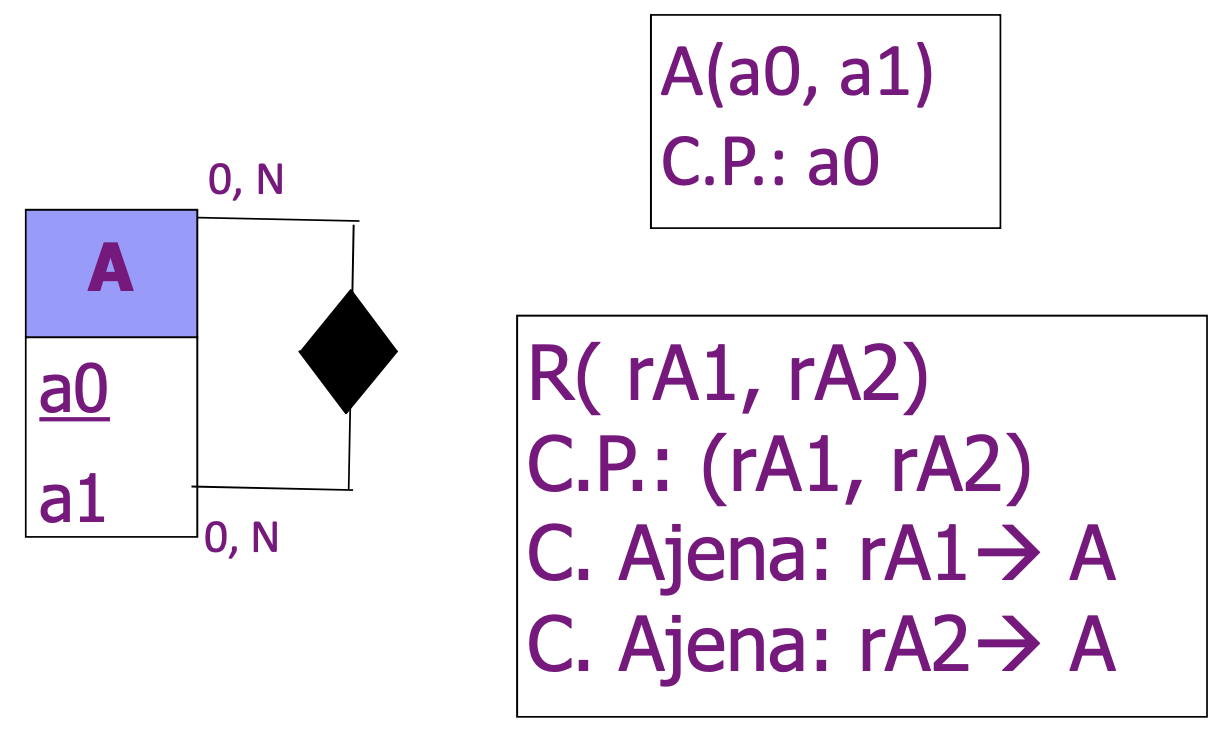 0, N
A
a0
a1
0, N
A(a0, a1)
C.P.: a0
R( rA1, rA2)
C.P.: (rA1, rA2)
C. Ajena: rA1→ A
C. Ajena: rA2→ A